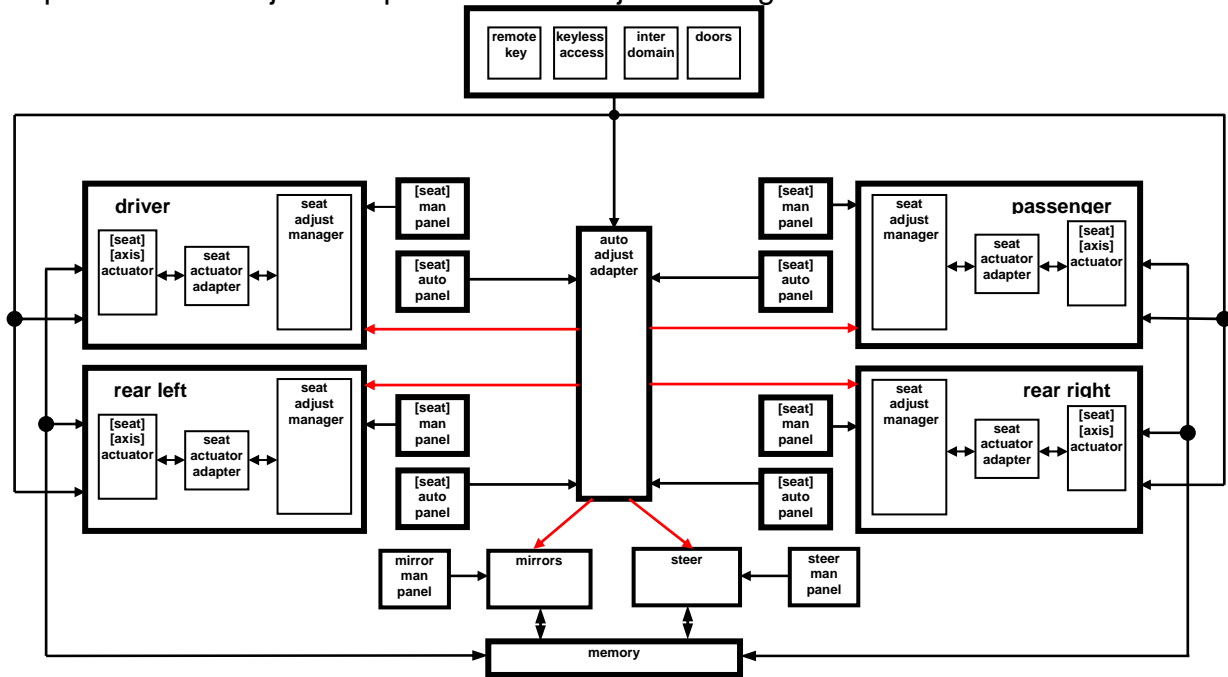 remote
key
keyless
access
inter
domain
doors
driver
[seat]
[axis]
actuator
seat
actuator
adapter
seat
adjust
manager
[seat]
man
panel
[seat]
auto
panel
auto
adjust
adapter
[seat]
man
panel
[seat]
auto
panel
passenger
seat
adjust
manager
seat
actuator
adapter
[seat]
[axis]
actuator
rear left
[seat]
[axis]
actuator
seat
actuator
adapter
seat
adjust
manager
[seat]
man
panel
[seat]
auto
panel
[seat]
man
panel
[seat]
auto
panel
rear right
seat
adjust
manager
seat
actuator
adapter
[seat]
[axis]
actuator
mirror
man
panel
mirrors
steer
steer
man
panel
memory